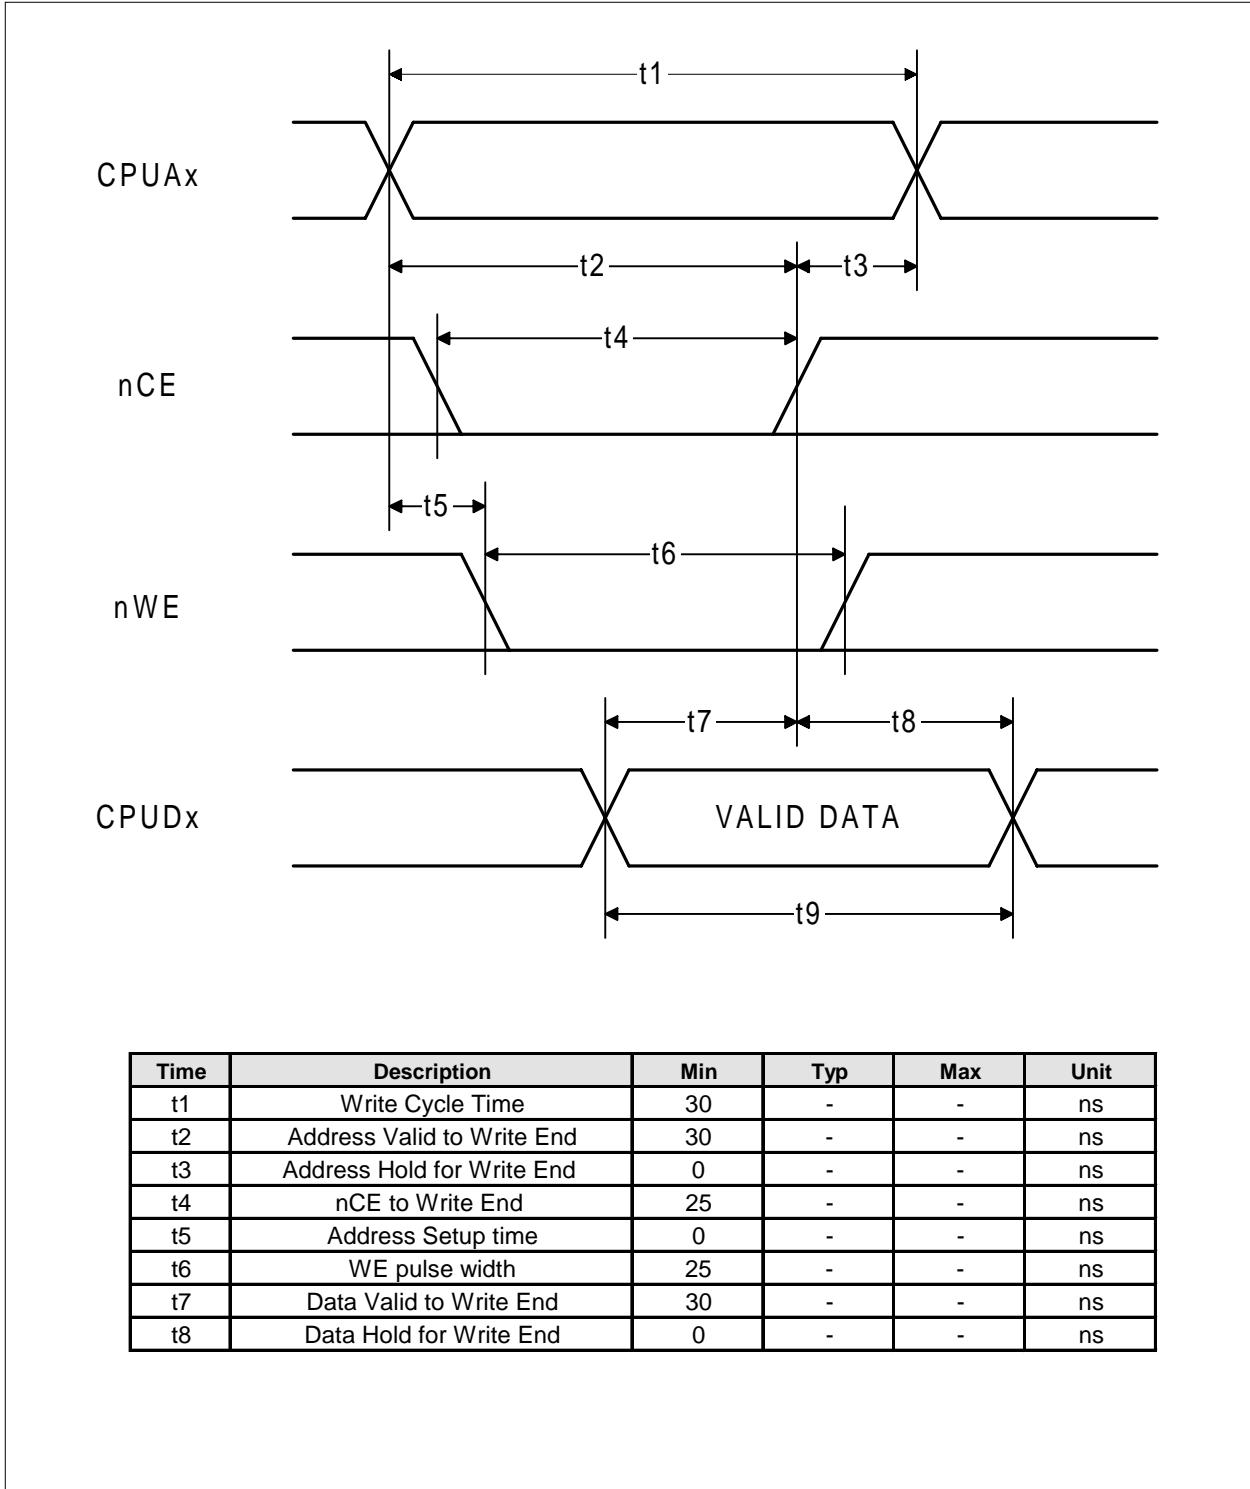 t1
CPUAx
t2 t3
t4
nCE
t5
t6
nWE
t7 t8
CPUDx VALID DATA
t9
Time Description Min Typ Max Unit
t1 Write Cycle Time 30 - - ns
t2 Address Valid to Write End 30 - - ns
t3 Address Hold for Write End 0 - - ns
t4 nCE to Write End 25 - - ns
t5 Address Setup time 0 - - ns
t6 WE pulse width 25 - - ns
t7 Data Valid to Write End 30 - - ns
t8 Data Hold for Write End 0 - - ns